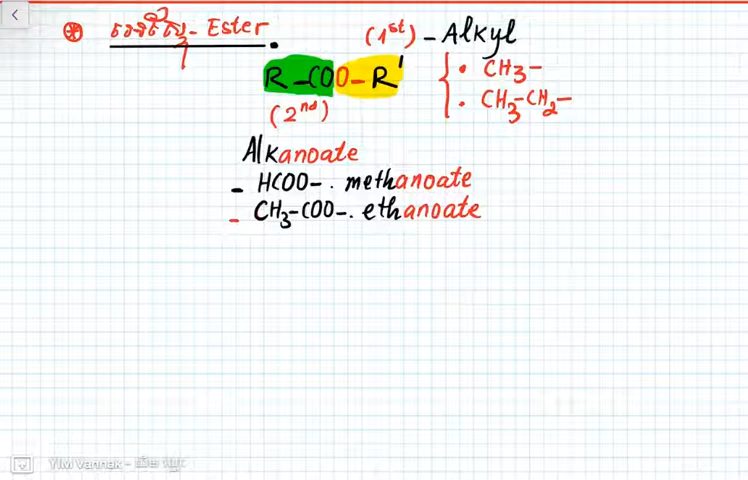 Ester
(1st) - Alkyl
R-COO-R'
• CH3-
• CH3-CH2-
(2nd)
Alkanoate
- HCOO-. methanoate
- CH3-COO-. ethanoate
YIM Vannak -